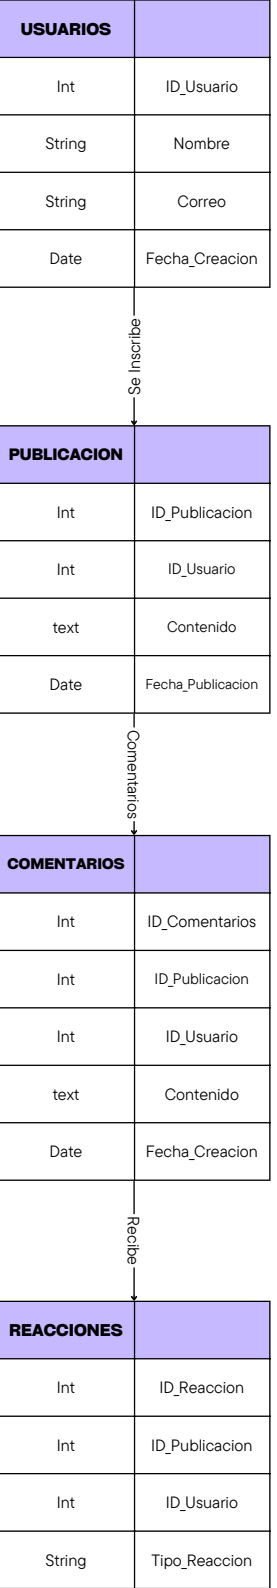 USUARIOS
Int ID_Usuario
String Nombre
String Correo
Date Fecha_Creacion
Se Inscribe
PUBLICACION
Int ID_Publicacion
Int ID_Usuario
text Contenido
Date Fecha_Publicacion
Comentarios
COMENTARIOS
Int ID_Comentarios
Int ID_Publicacion
Int ID_Usuario
text Contenido
Date Fecha_Creacion
Recibe
REACCIONES
Int ID_Reaccion
Int ID_Publicacion
Int ID_Usuario
String Tipo_Reaccion